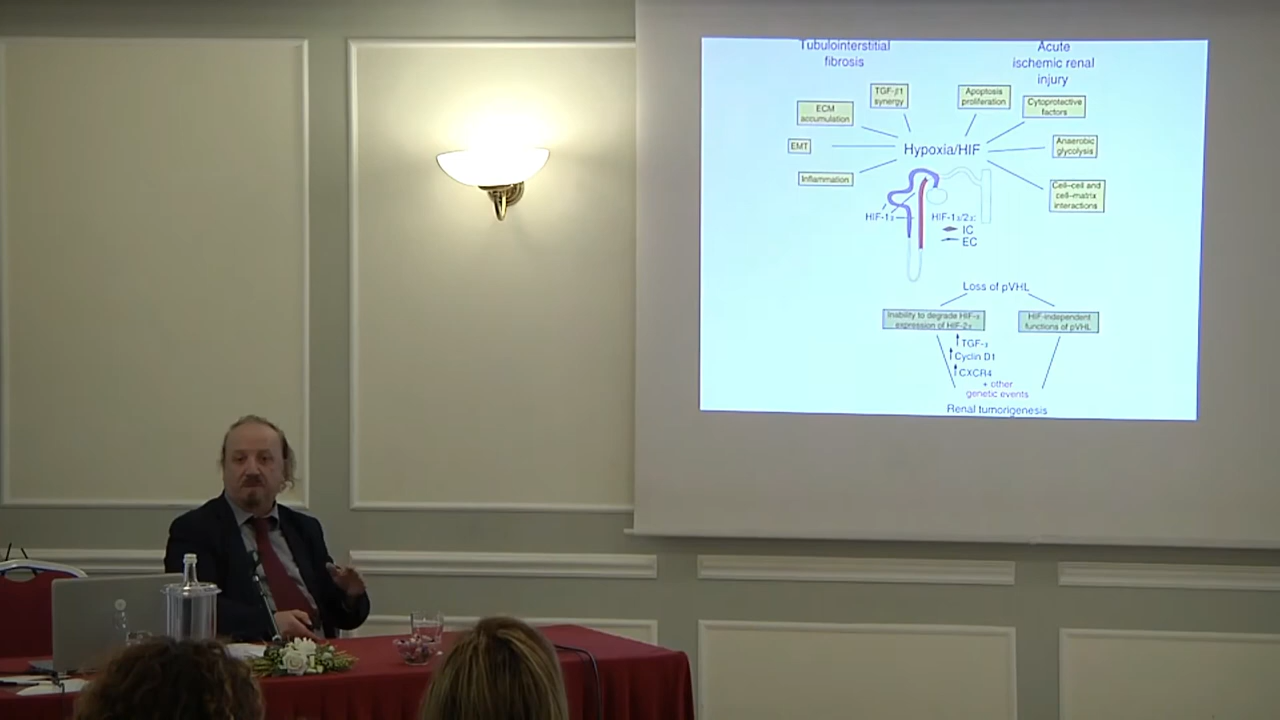 Tubulointerstitial
fibrosis
Acute
ischemic renal
injury
TGF-β1
synergy
Apoptosis
proliferation
ECM
accumulation
Cytoprotective
factors
EMT
Hypoxia/HIF
Anaerobic
glycolysis
Inflammation
Cell–cell and
cell–matrix
interactions
HIF-1α
HIF-1α/2α:
IC
EC
Loss of pVHL
Inability to degrade HIF-α
expression of HIF-2α
HIF-independent
functions of pVHL
TGF-α
Cyclin D1
CXCR4
+ other
genetic events
Renal tumorigenesis